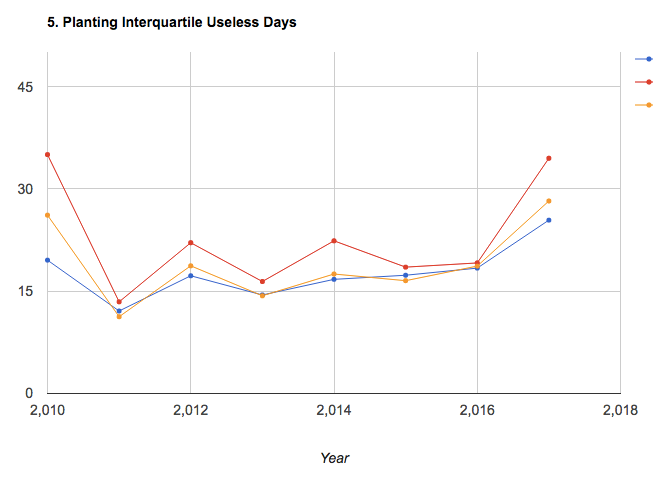 5. Planting Interquartile Useless Days
45
30
15
0
2,010 2,012 2,014 2,016 2,018
Year